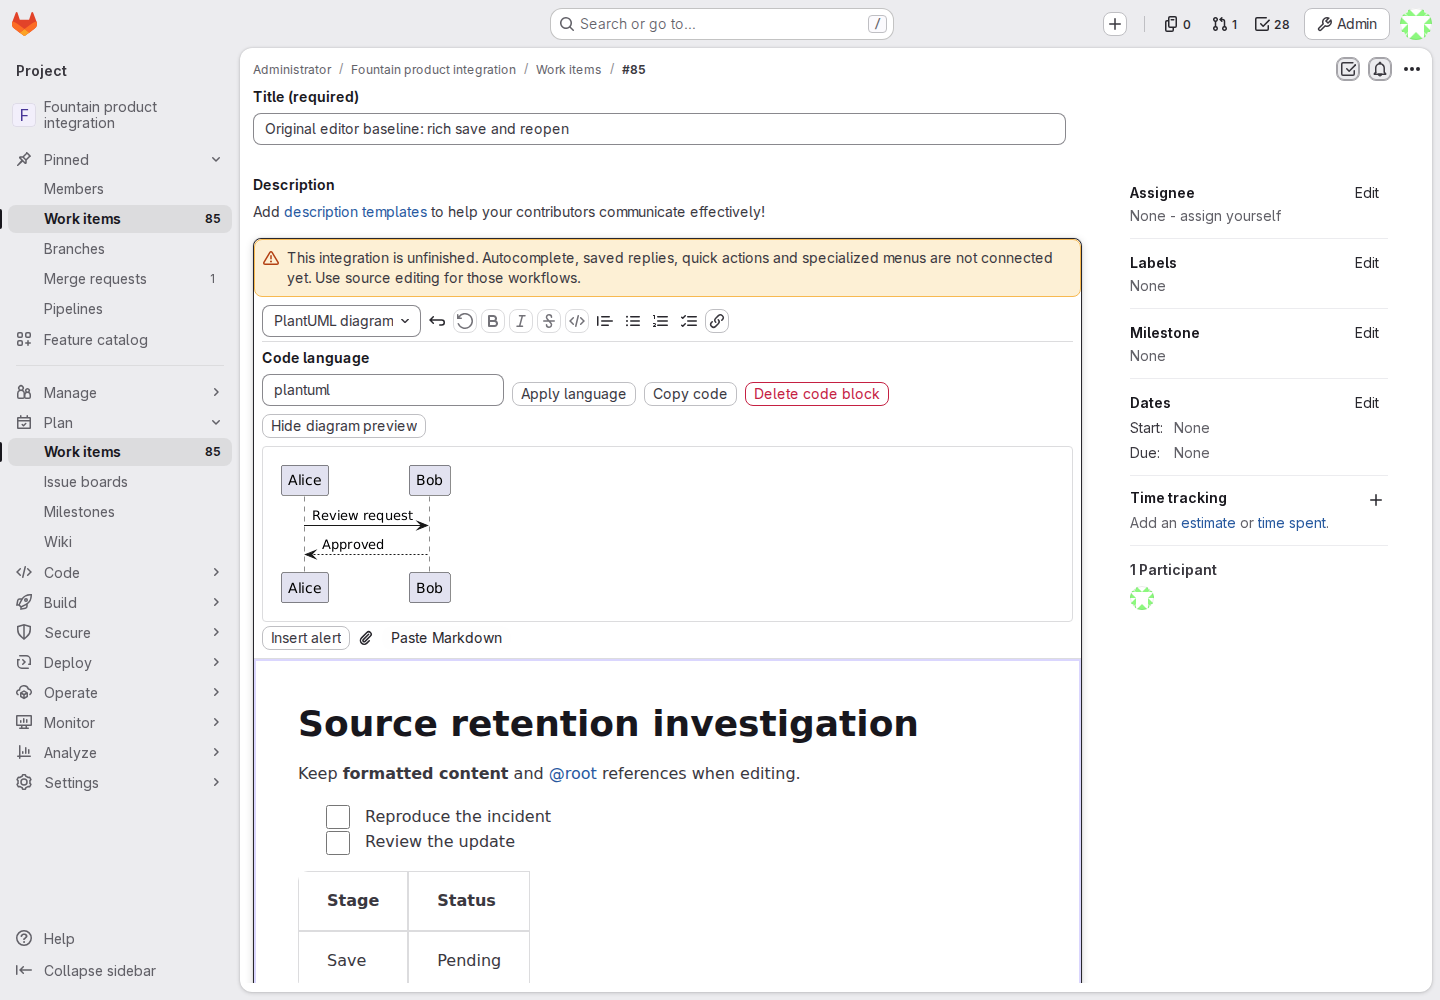 Search or go to...
/
0
1
28
Admin
Project
F
Fountain product
integration
Pinned
Members
Work items
85
Branches
Merge requests
1
Pipelines
Feature catalog
Manage
Plan
Work items
85
Issue boards
Milestones
Wiki
Code
Build
Secure
Deploy
Operate
Monitor
Analyze
Settings
Help
Collapse sidebar
Administrator / Fountain product integration / Work items / #85
Title (required)
Original editor baseline: rich save and reopen
Description
Add description templates to help your contributors communicate effectively!
This integration is unfinished. Autocomplete, saved replies, quick actions and specialized menus are not connected
yet. Use source editing for those workflows.
PlantUML diagram
Code language
plantuml
Apply language
Copy code
Delete code block
Hide diagram preview
Alice
Bob
Review request
Approved
Alice
Bob
Insert alert
Paste Markdown
Source retention investigation
Keep formatted content and @root references when editing.
Reproduce the incident
Review the update
Stage
Status
Save
Pending
Assignee
Edit
None - assign yourself
Labels
Edit
None
Milestone
Edit
None
Dates
Edit
Start: None
Due: None
Time tracking
Add an estimate or time spent.
1 Participant